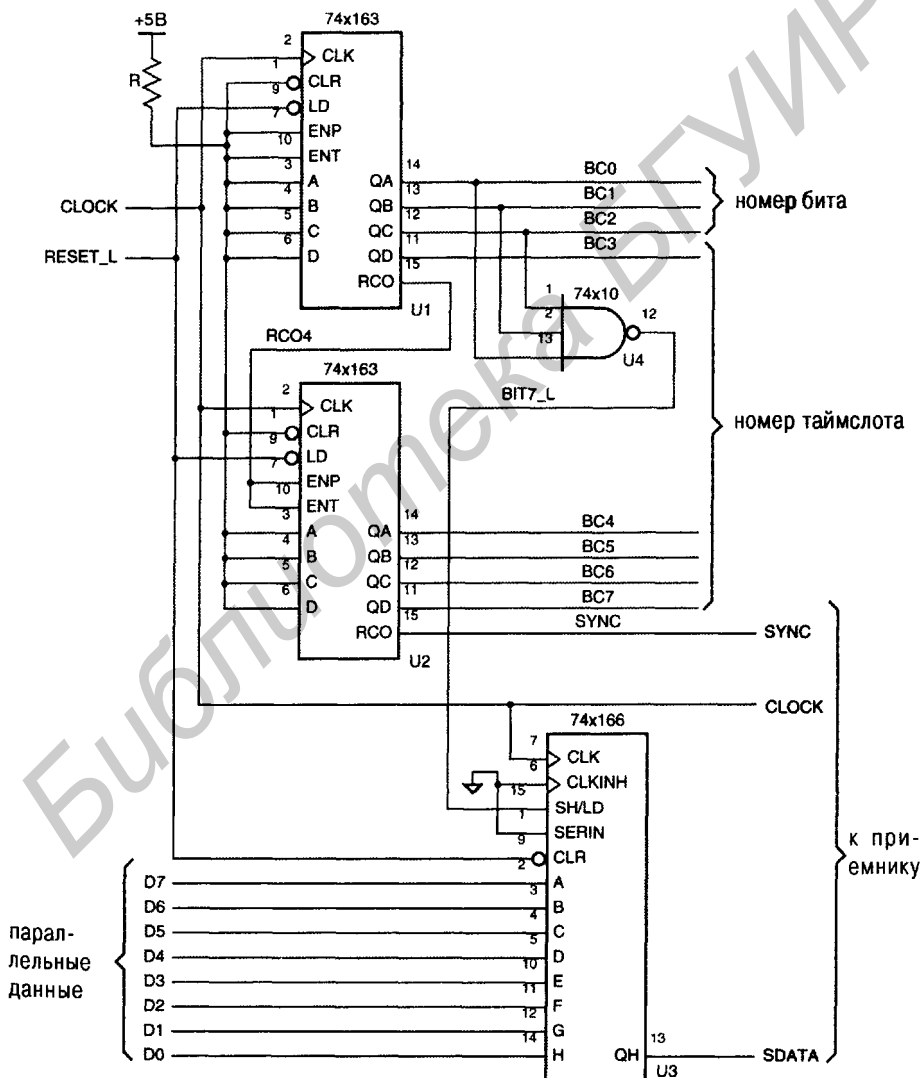 +5В
R
CLOCK
RESET_L
74x163
2
CLK
1
CLR
9
LD
7
ENP
10
ENT
3
A
4
B
5
C
6
D
QA
14
QB
13
QC
12
QD
11
RCO
15
U1
BC0
BC1
BC2
BC3
номер бита
RCO4
1
2
13
74x10
12
U4
BIT7_L
74x163
2
CLK
1
CLR
9
LD
7
ENP
10
ENT
3
A
4
B
5
C
6
D
QA
14
QB
13
QC
12
QD
11
RCO
15
U2
BC4
BC5
BC6
BC7
SYNC
SYNC
номер таймслота
CLOCK
74x166
7
CLK
6
CLKINH
15
SH/LD
1
SERIN
9
CLR
2
A
3
B
4
C
5
D
10
E
11
F
12
G
14
H
QH
13
U3
SDATA
к при-
емнику
парал-
лельные
данные
D7
D6
D5
D4
D3
D2
D1
D0
Библиотека БГУИР